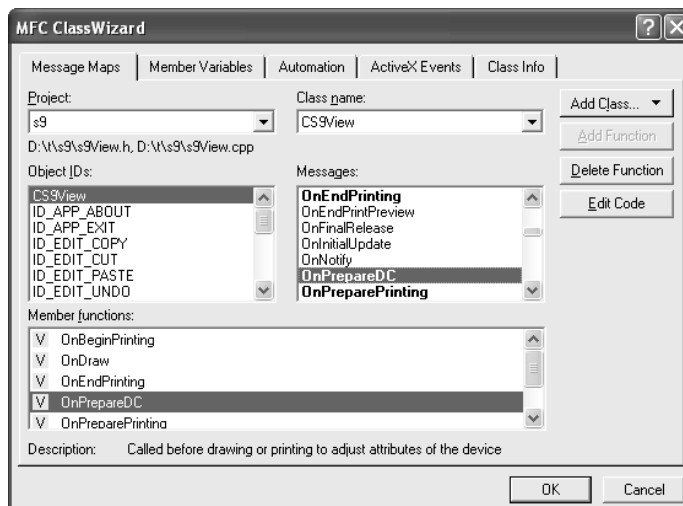 MFC ClassWizard
Message Maps
Member Variables
Automation
ActiveX Events
Class Info
Project:
Class name:
Add Class...
s9
CS9View
Add Function
D:\t\s9\s9View.h, D:\t\s9\s9View.cpp
Object IDs:
Messages:
Delete Function
CS9View
ID_APP_ABOUT
ID_APP_EXIT
ID_EDIT_COPY
ID_EDIT_CUT
ID_EDIT_PASTE
ID_EDIT_UNDO
OnEndPrinting
OnEndPrintPreview
OnFinalRelease
OnInitialUpdate
OnNotify
OnPrepareDC
OnPreparePrinting
Edit Code
Member functions:
V OnBeginPrinting
V OnDraw
V OnEndPrinting
V OnPrepareDC
V OnPreparePrinting
Description: Called before drawing or printing to adjust attributes of the device
OK
Cancel